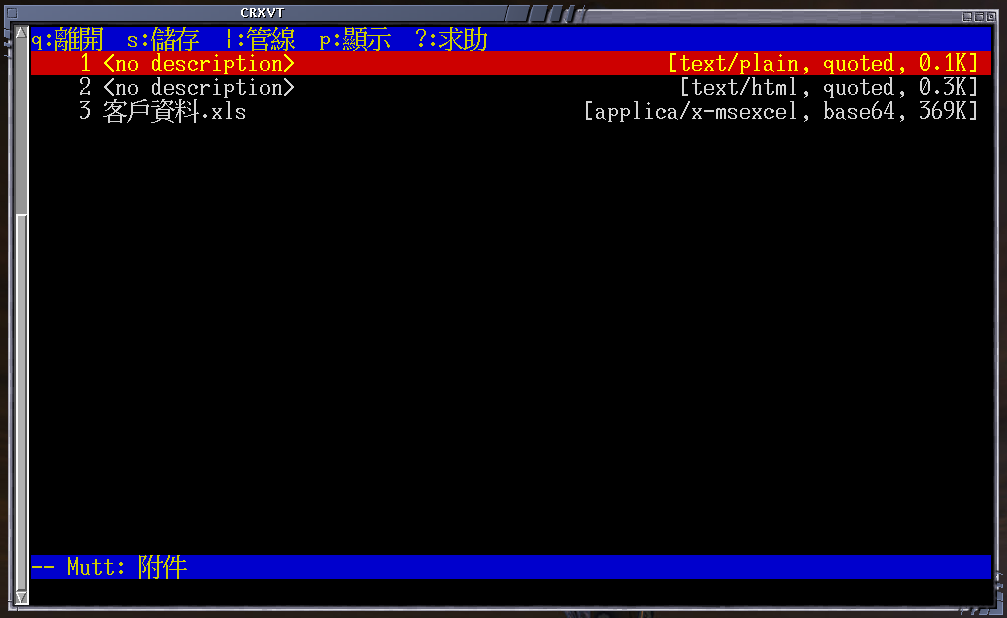 CRXVT
q:離開  s:儲存  |:管線  p:顯示  ?:求助
1 <no description> [text/plain, quoted, 0.1K]
2 <no description> [text/html, quoted, 0.3K]
3 客戶資料.xls [applica/x-msexcel, base64, 369K]
-- Mutt: 附件